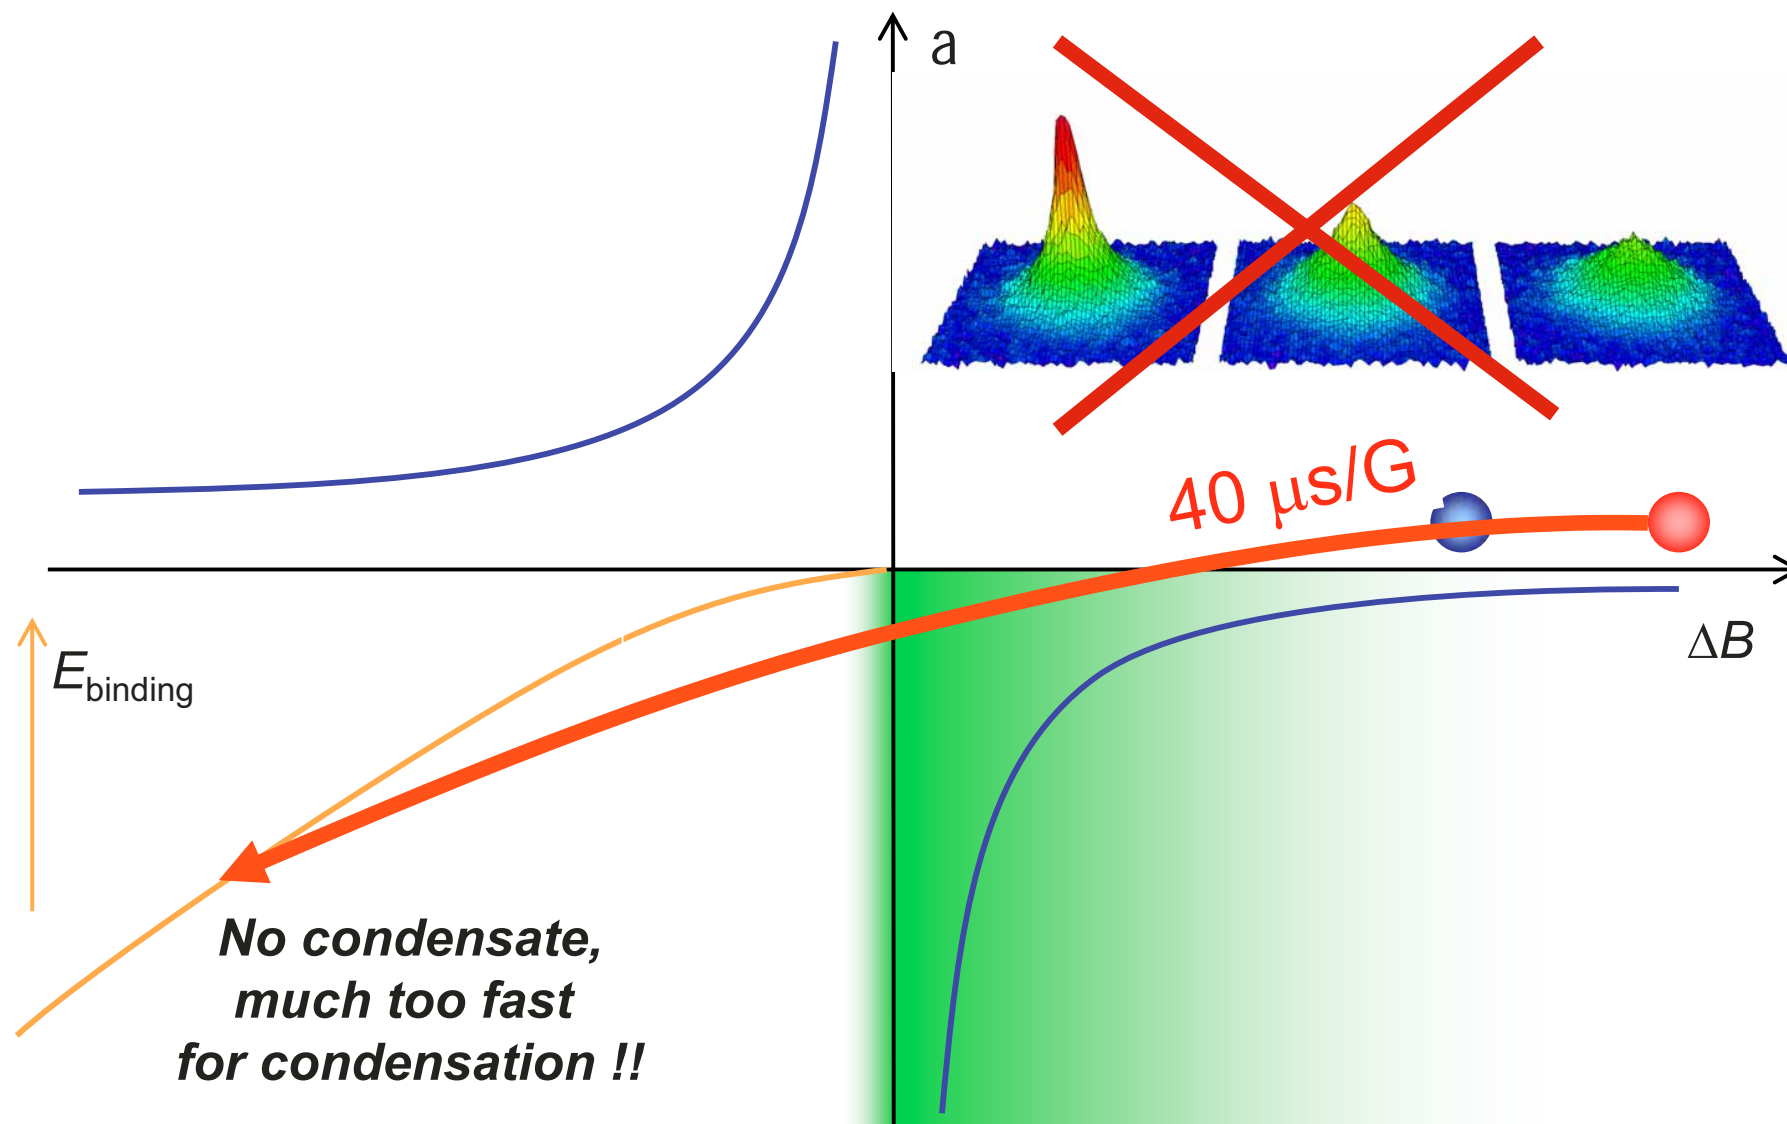 a
40 μs/G
ΔB
E_binding
No condensate,
much too fast
for condensation !!